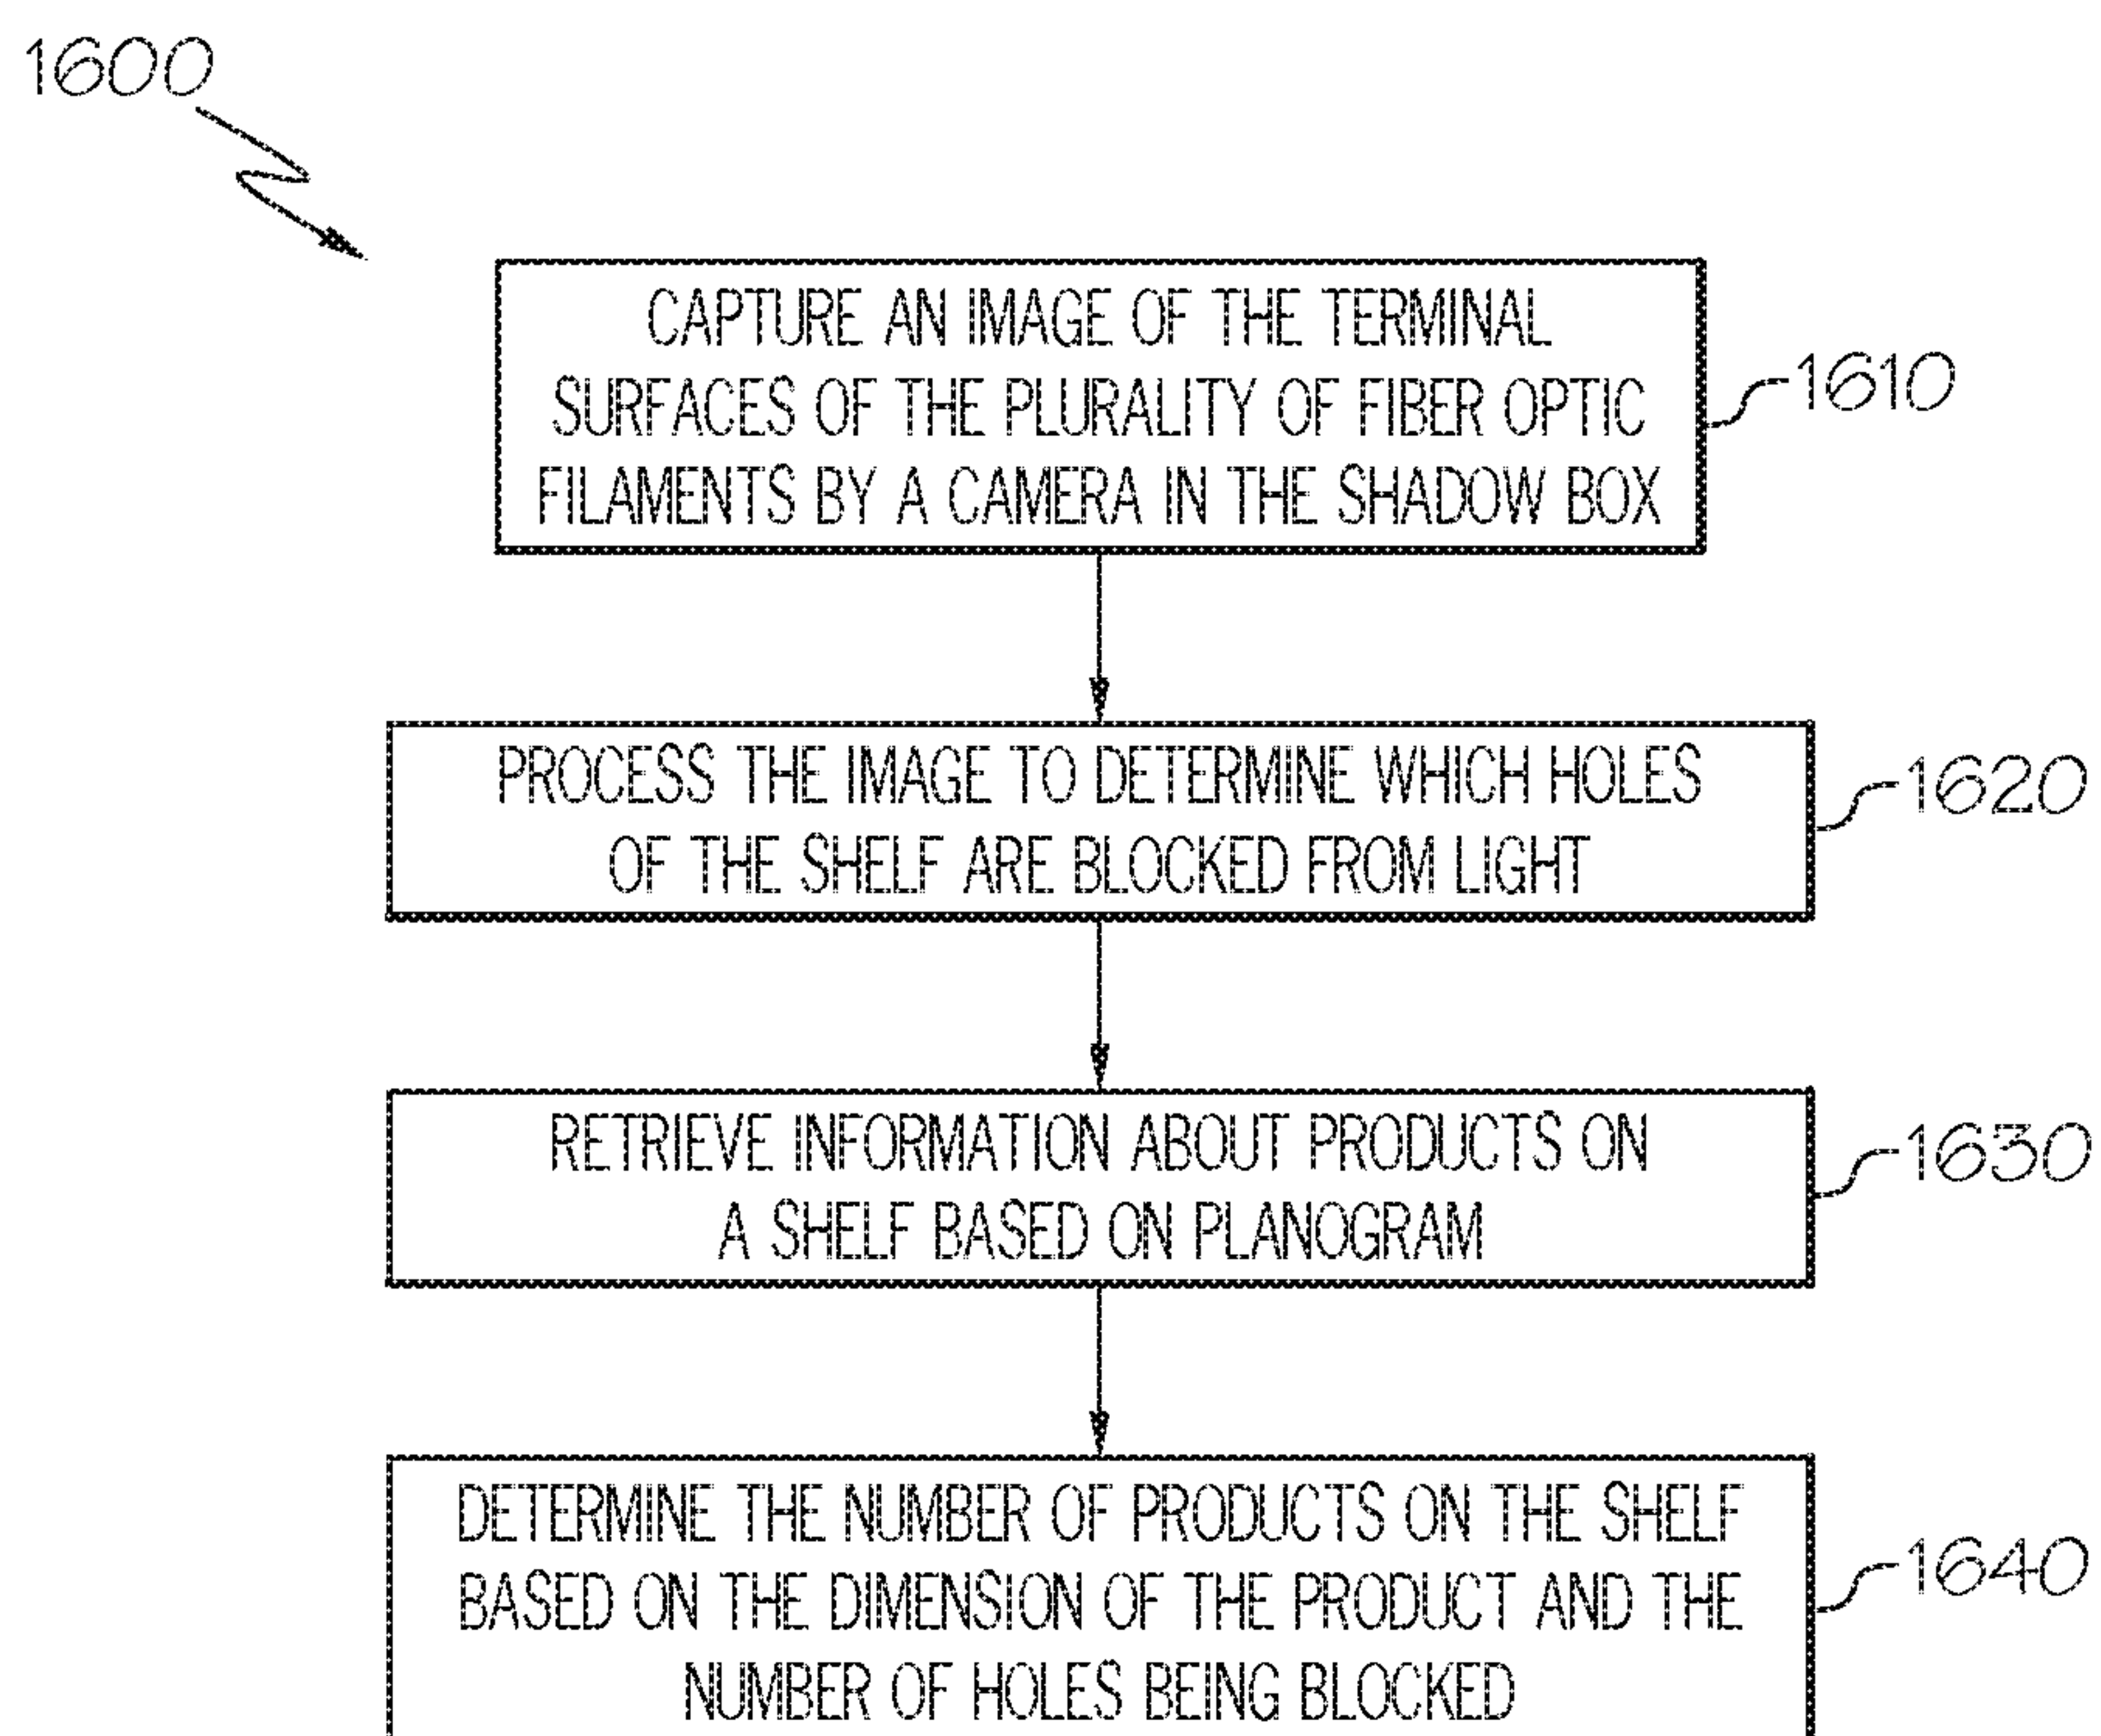 1600
CAPTURE AN IMAGE OF THE TERMINAL
SURFACES OF THE PLURALITY OF FIBER OPTIC
FILAMENTS BY A CAMERA IN THE SHADOW BOX
1610
PROCESS THE IMAGE TO DETERMINE WHICH HOLES
OF THE SHELF ARE BLOCKED FROM LIGHT
1620
RETRIEVE INFORMATION ABOUT PRODUCTS ON
A SHELF BASED ON PLANOGRAM
1630
DETERMINE THE NUMBER OF PRODUCTS ON THE SHELF
BASED ON THE DIMENSION OF THE PRODUCT AND THE
NUMBER OF HOLES BEING BLOCKED
1640